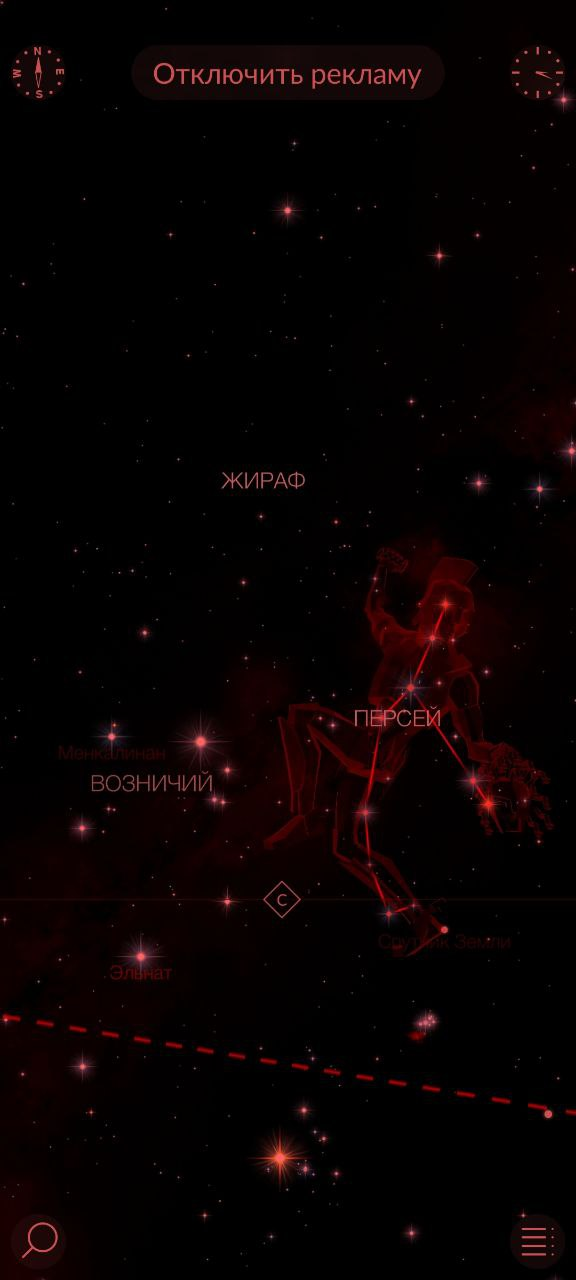 N
W
E
S
Отключить рекламу
ЖИРАФ
ПЕРСЕЙ
Менкалинан
ВОЗНИЧИЙ
С
Спутник Земли
Эльнат